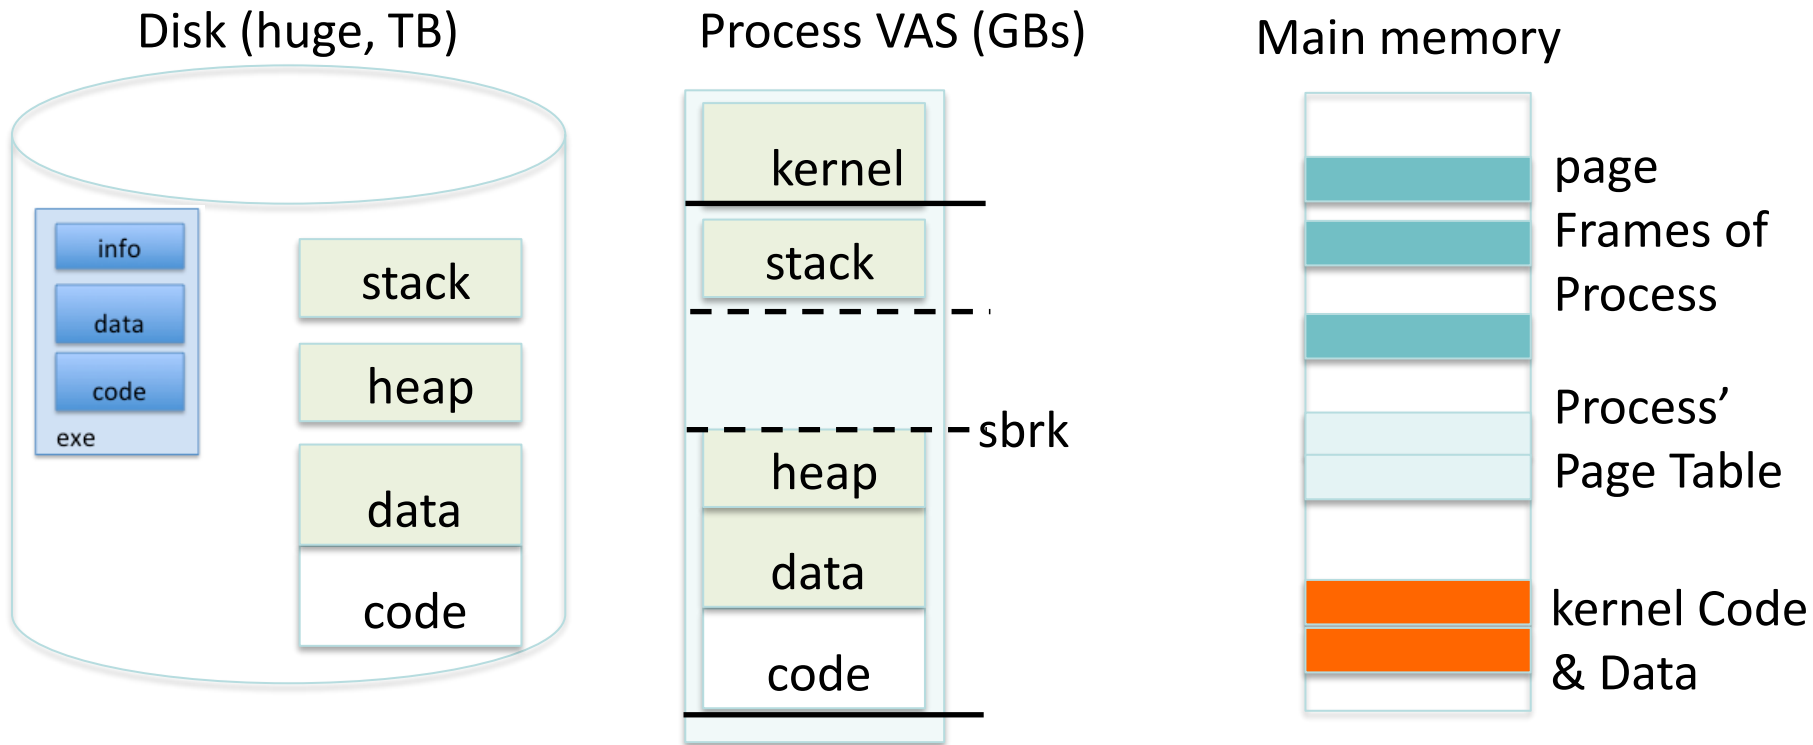 Disk (huge, TB)
info
data
code
exe
stack
heap
data
code
Process VAS (GBs)
kernel
stack
sbrk
heap
data
code
Main memory
page
Frames of
Process
Process’
Page Table
kernel Code
& Data